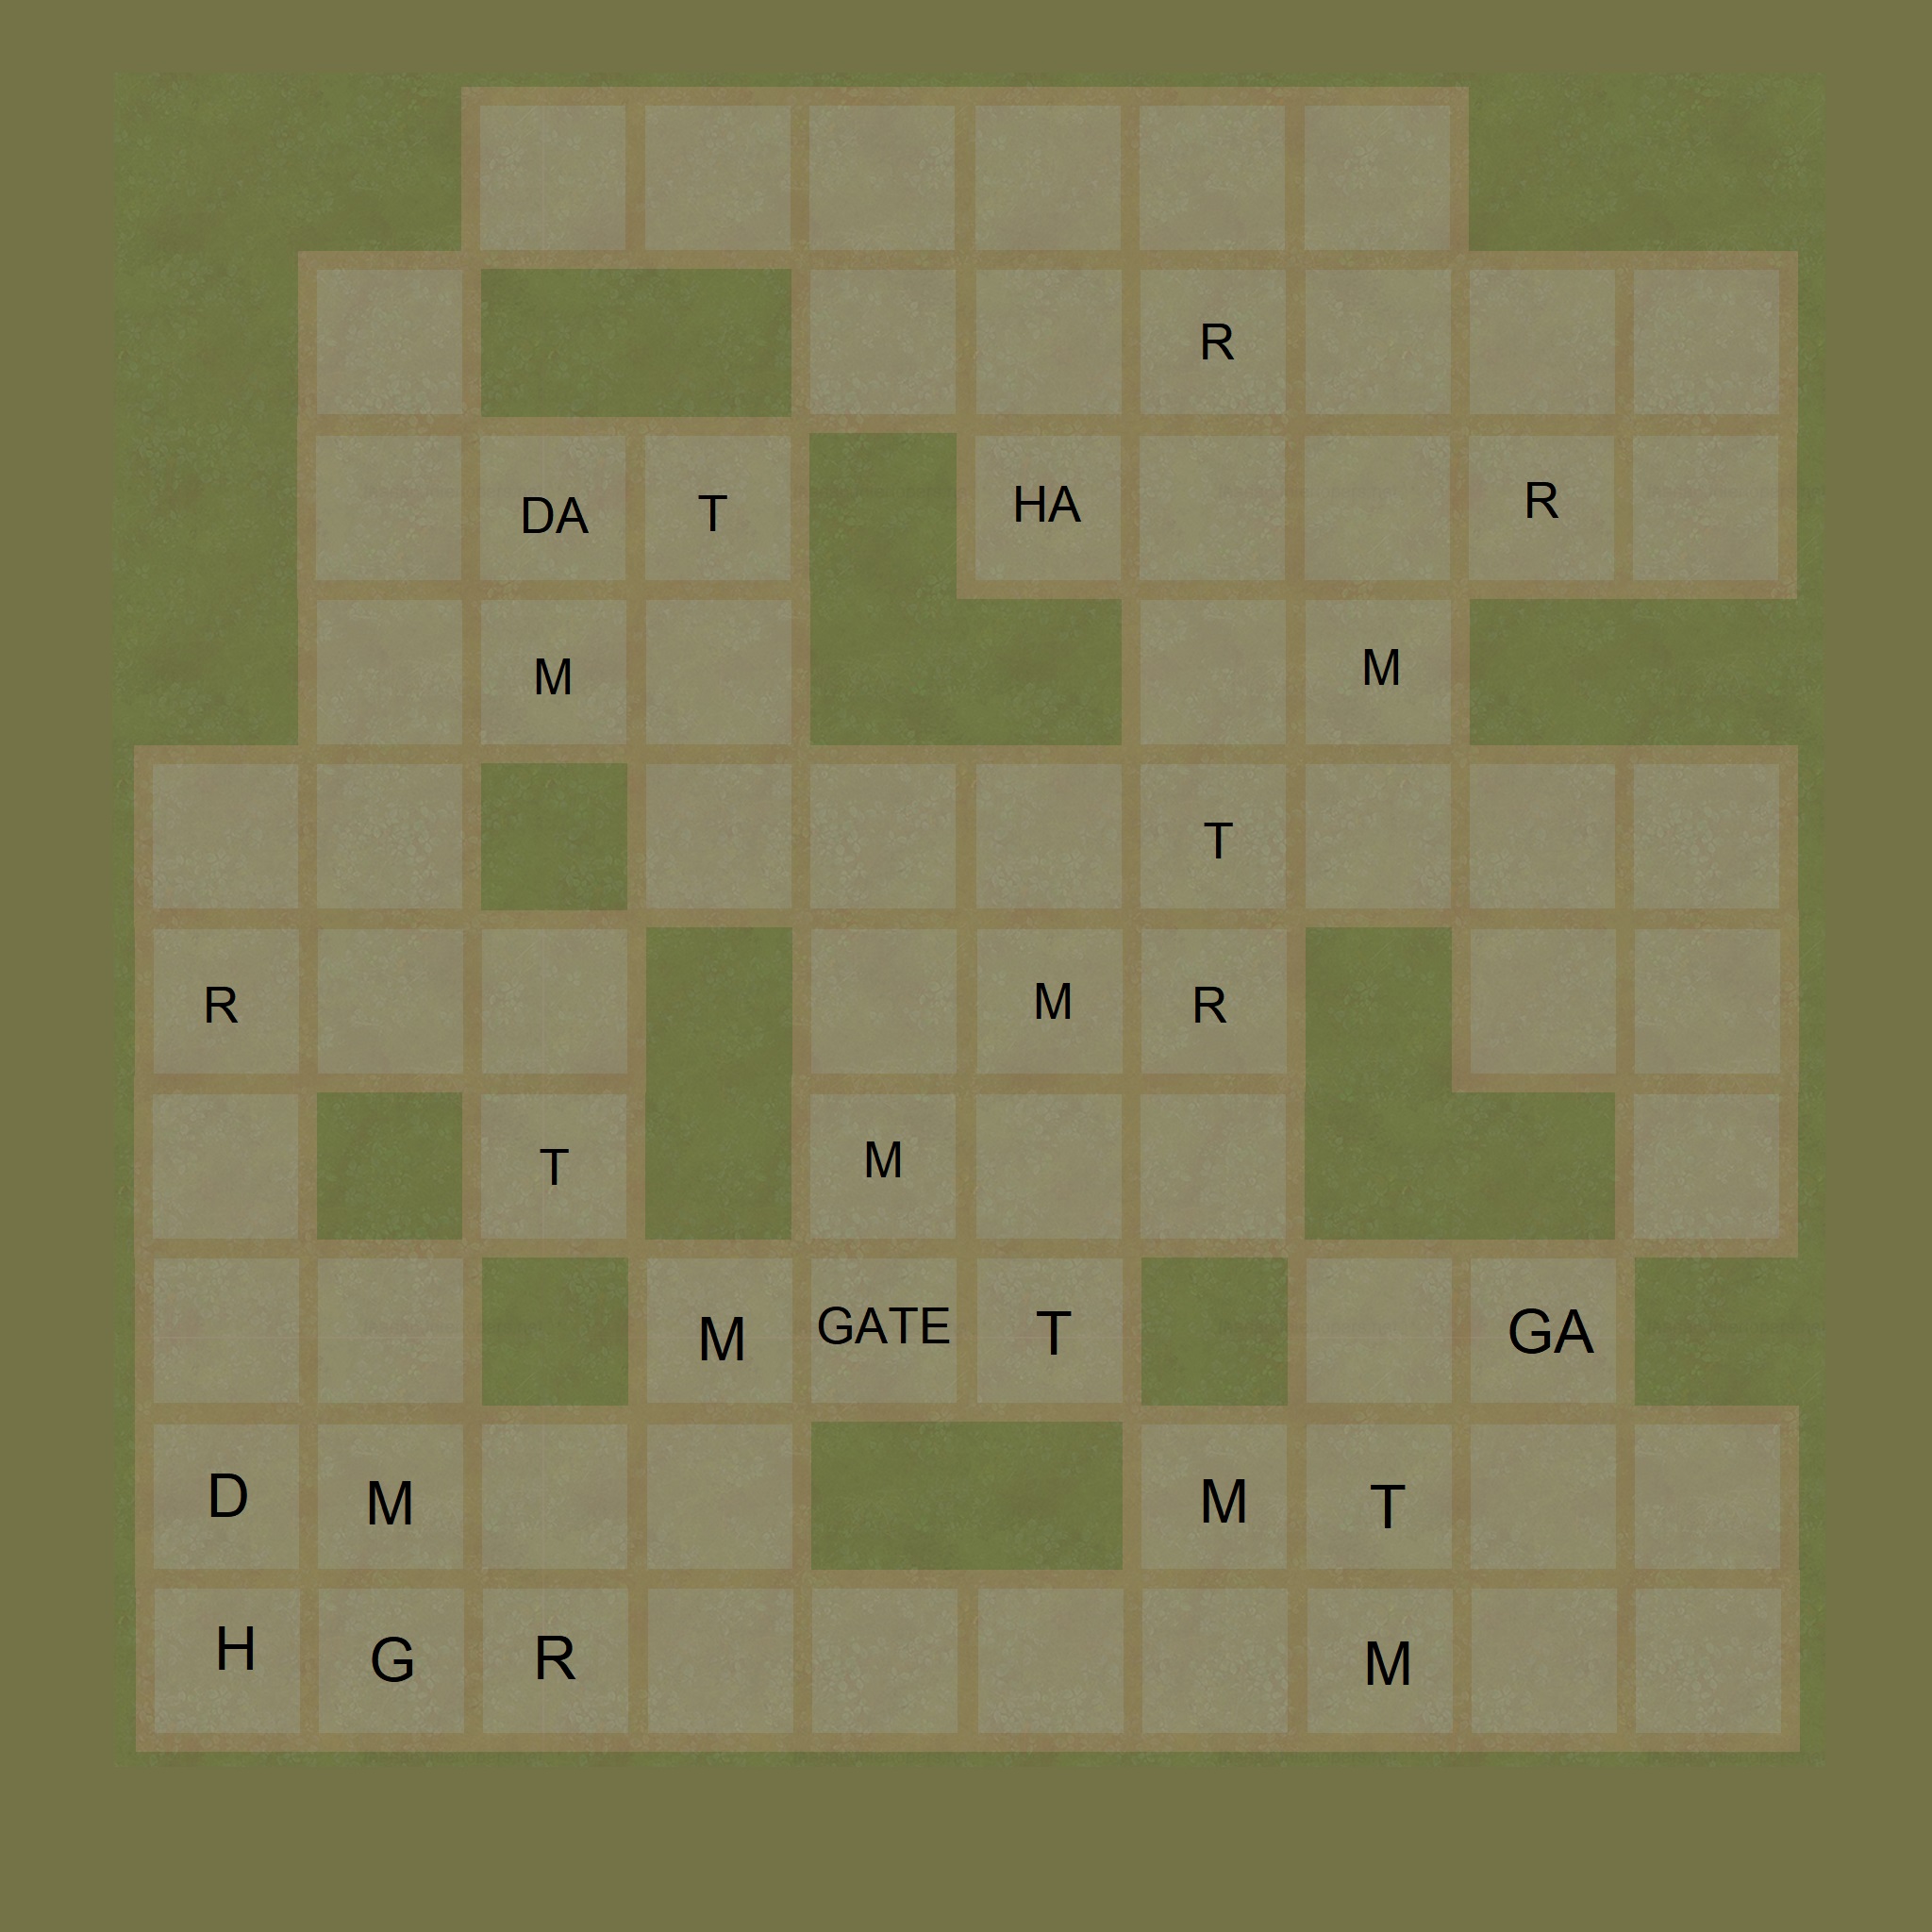 R
DA T HA R
M M
T
R M R
T M
M GATE T GA
D M M T
H G R M